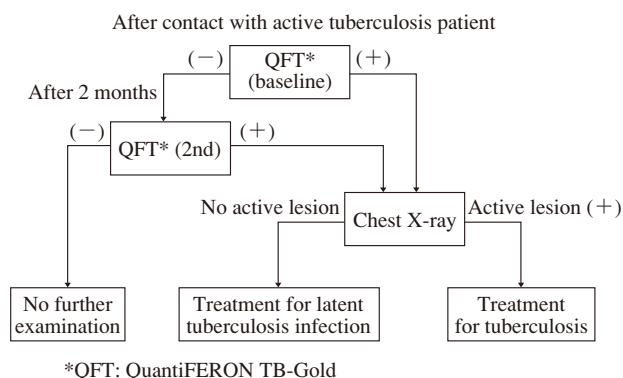 After contact with active tuberculosis patient
(−) QFT* (+)
(baseline)
After 2 months
(−) QFT* (2nd) (+)
No active lesion Chest X-ray Active lesion (+)
No further
examination
Treatment for latent
tuberculosis infection
Treatment
for tuberculosis
*QFT: QuantiFERON TB-Gold